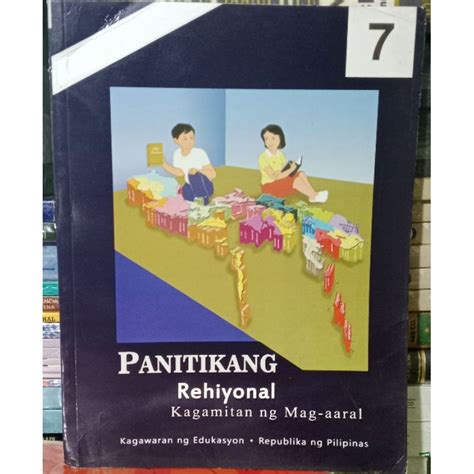 7
PANITIKANG
Rehiyonal
Kagamitan ng Mag-aaral
Kagawaran ng Edukasyon • Republika ng Pilipinas